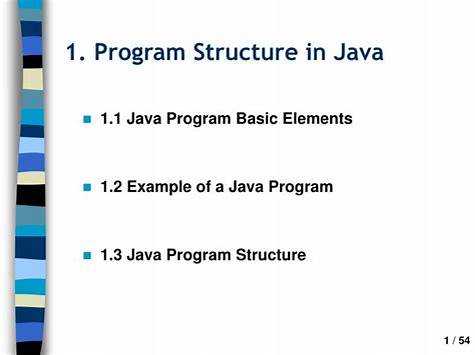 1. Program Structure in Java
1.1 Java Program Basic Elements
1.2 Example of a Java Program
1.3 Java Program Structure
1 / 54